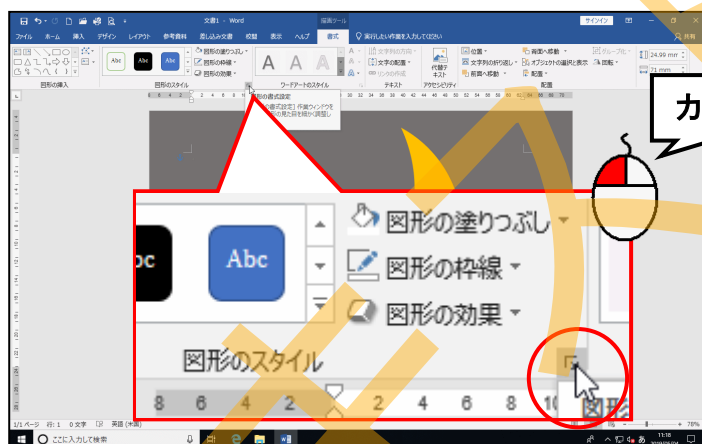 文書1 - Word
描画ツール
サインイン
ファイル ホーム 挿入 デザイン レイアウト 参考資料 差し込み文書 校閲 表示 ヘルプ 書式 実行したい作業を入力してください 共有
図形の塗りつぶし
図形の枠線
図形の効果
Abc Abc Abc
A A A
文字列の方向
文字の配置
リンクの作成
代替テキスト
位置
文字列の折り返し
前面へ移動
背面へ移動
オブジェクトの選択と表示
配置
グループ化
回転
24.99 mm
71 mm
図形の挿入 図形のスタイル ワードアートのスタイル テキスト アクセシビリティ 配置
図形の書式設定
カ
Abc
図形の塗りつぶし
図形の枠線
図形の効果
図形のスタイル
8 6 4 2 2 4 6 8 10
図形
1/1 ページ 行: 1 0 文字 英語 (米国)
78%
ここに入力して検索
あ 11:16